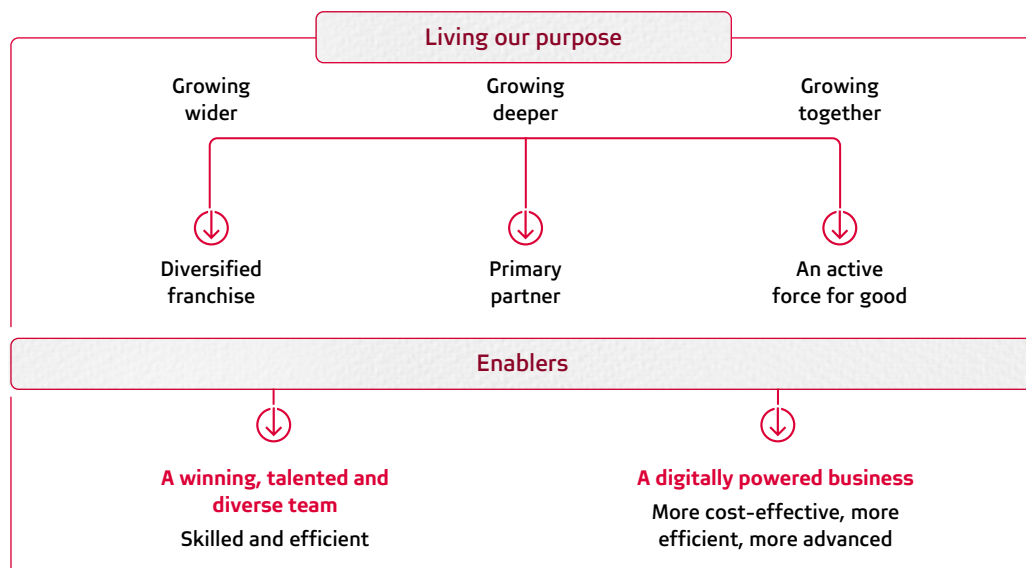 Living our purpose
Growing
wider
Growing
deeper
Growing
together
Diversified
franchise
Primary
partner
An active
force for good
Enablers
A winning, talented and
diverse team
Skilled and efficient
A digitally powered business
More cost-effective, more
efficient, more advanced